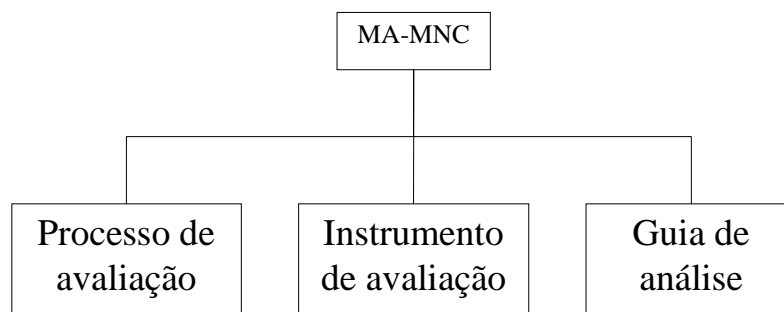 MA-MNC
Processo de
avaliação
Instrumento
de avaliação
Guia de
análise